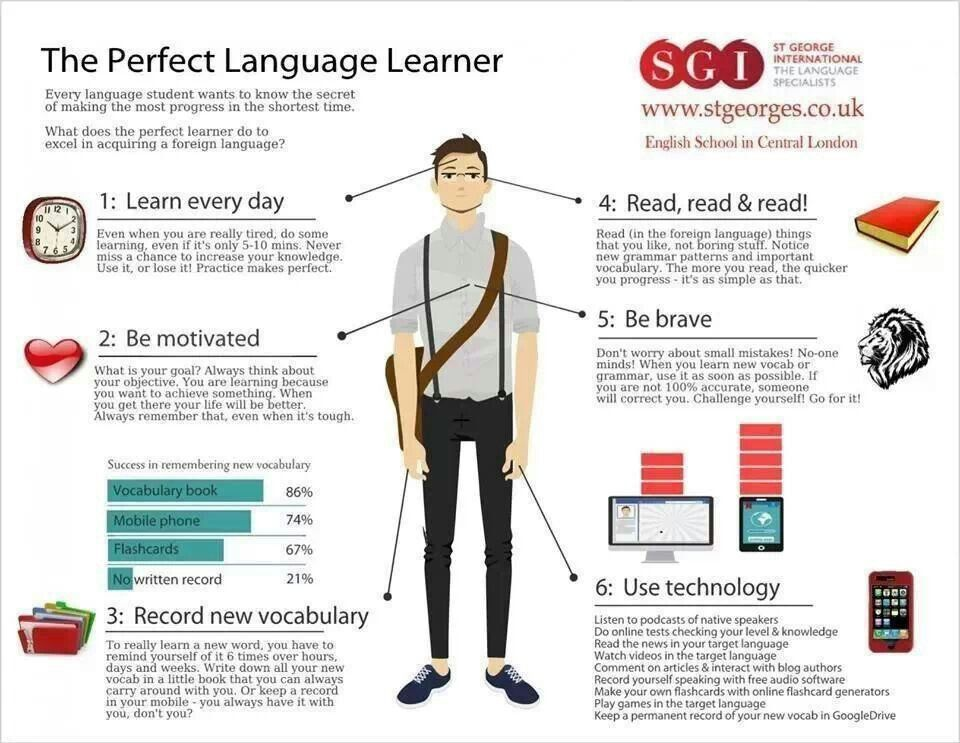 The Perfect Language Learner
Every language student wants to know the secret
of making the most progress in the shortest time.
What does the perfect learner do to
excel in acquiring a foreign language?
SGI
ST GEORGE
INTERNATIONAL
THE LANGUAGE
SPECIALISTS
www.stgeorges.co.uk
English School in Central London
1: Learn every day
Even when you are really tired, do some
learning, even if it's only 5-10 mins. Never
miss a chance to increase your knowledge.
Use it, or lose it! Practice makes perfect.
2: Be motivated
What is your goal? Always think about
your objective. You are learning because
you want to achieve something. When
you get there your life will be better.
Always remember that, even when it's tough.
Success in remembering new vocabulary
Vocabulary book 86%
Mobile phone 74%
Flashcards 67%
No written record 21%
3: Record new vocabulary
To really learn a new word, you have to
remind yourself of it 6 times over hours,
days and weeks. Write down all your new
vocab in a little book that you can always
carry around with you. Or keep a record
in your mobile - you always have it with
you, don't you?
4: Read, read & read!
Read (in the foreign language) things
that you like, not boring stuff. Notice
new grammar patterns and important
vocabulary. The more you read, the quicker
you progress - it's as simple as that.
5: Be brave
Don't worry about small mistakes! No-one
minds! When you learn new vocab or
grammar, use it as soon as possible. If
you are not 100% accurate, someone
will correct you. Challenge yourself! Go for it!
6: Use technology
Listen to podcasts of native speakers
Do online tests checking your level & knowledge
Read the news in your target language
Watch videos in the target language
Comment on articles & interact with blog authors
Record yourself speaking with free audio software
Make your own flashcards with online flashcard generators
Play games in the target language
Keep a permanent record of your new vocab in GoogleDrive